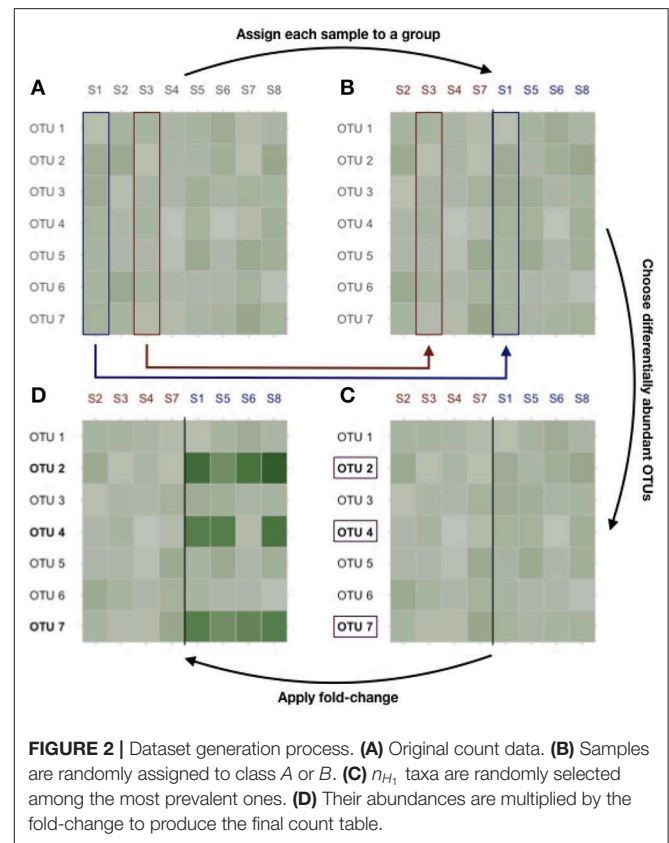 Assign each sample to a group
A
S1 S2 S3 S4 S5 S6 S7 S8
OTU 1
OTU 2
OTU 3
OTU 4
OTU 5
OTU 6
OTU 7
B
S2 S3 S4 S7 S1 S5 S6 S8
OTU 1
OTU 2
OTU 3
OTU 4
OTU 5
OTU 6
OTU 7
Choose differentially abundant OTUs
D
S2 S3 S4 S7 S1 S5 S6 S8
OTU 1
OTU 2
OTU 3
OTU 4
OTU 5
OTU 6
OTU 7
C
S2 S3 S4 S7 S1 S5 S6 S8
OTU 1
OTU 2
OTU 3
OTU 4
OTU 5
OTU 6
OTU 7
Apply fold-change
FIGURE 2 | Dataset generation process. (A) Original count data. (B) Samples
are randomly assigned to class A or B. (C) nH1 taxa are randomly selected
among the most prevalent ones. (D) Their abundances are multiplied by the
fold-change to produce the final count table.